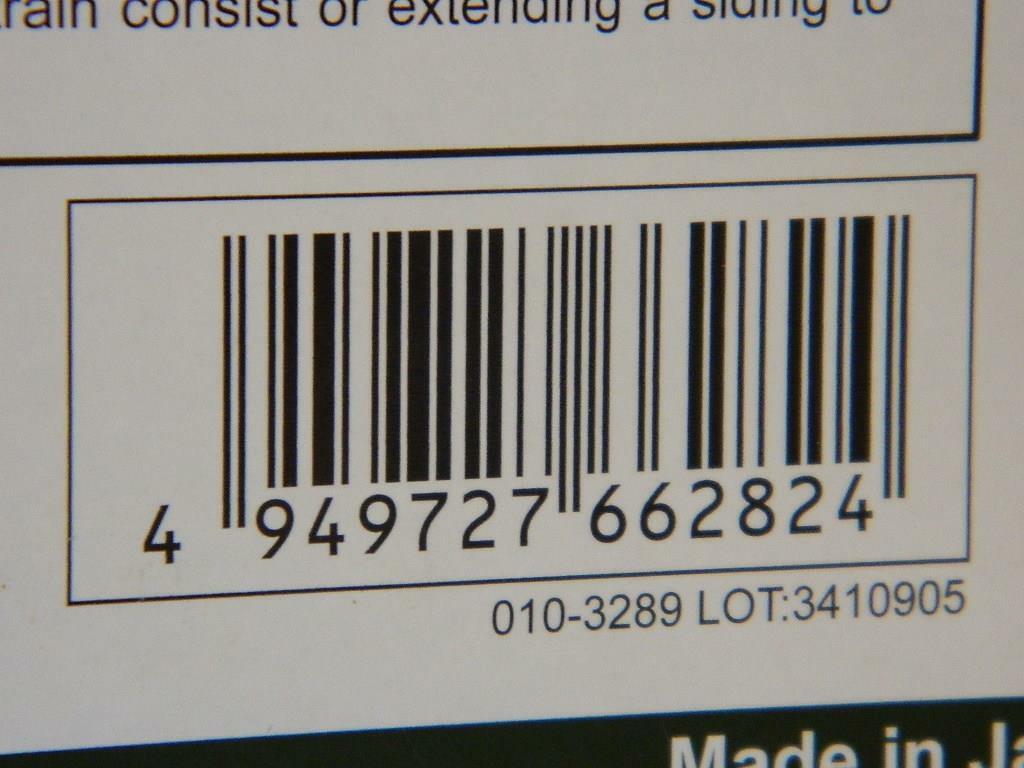 train consist or extending a siding to
4 949727 662824
010-3289 LOT:3410905
Made in Ja